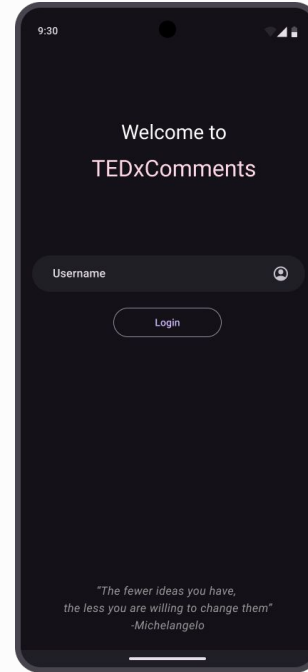 9:30
Welcome to
TEDxComments
Username
Login
“The fewer ideas you have,
the less you are willing to change them”
-Michelangelo